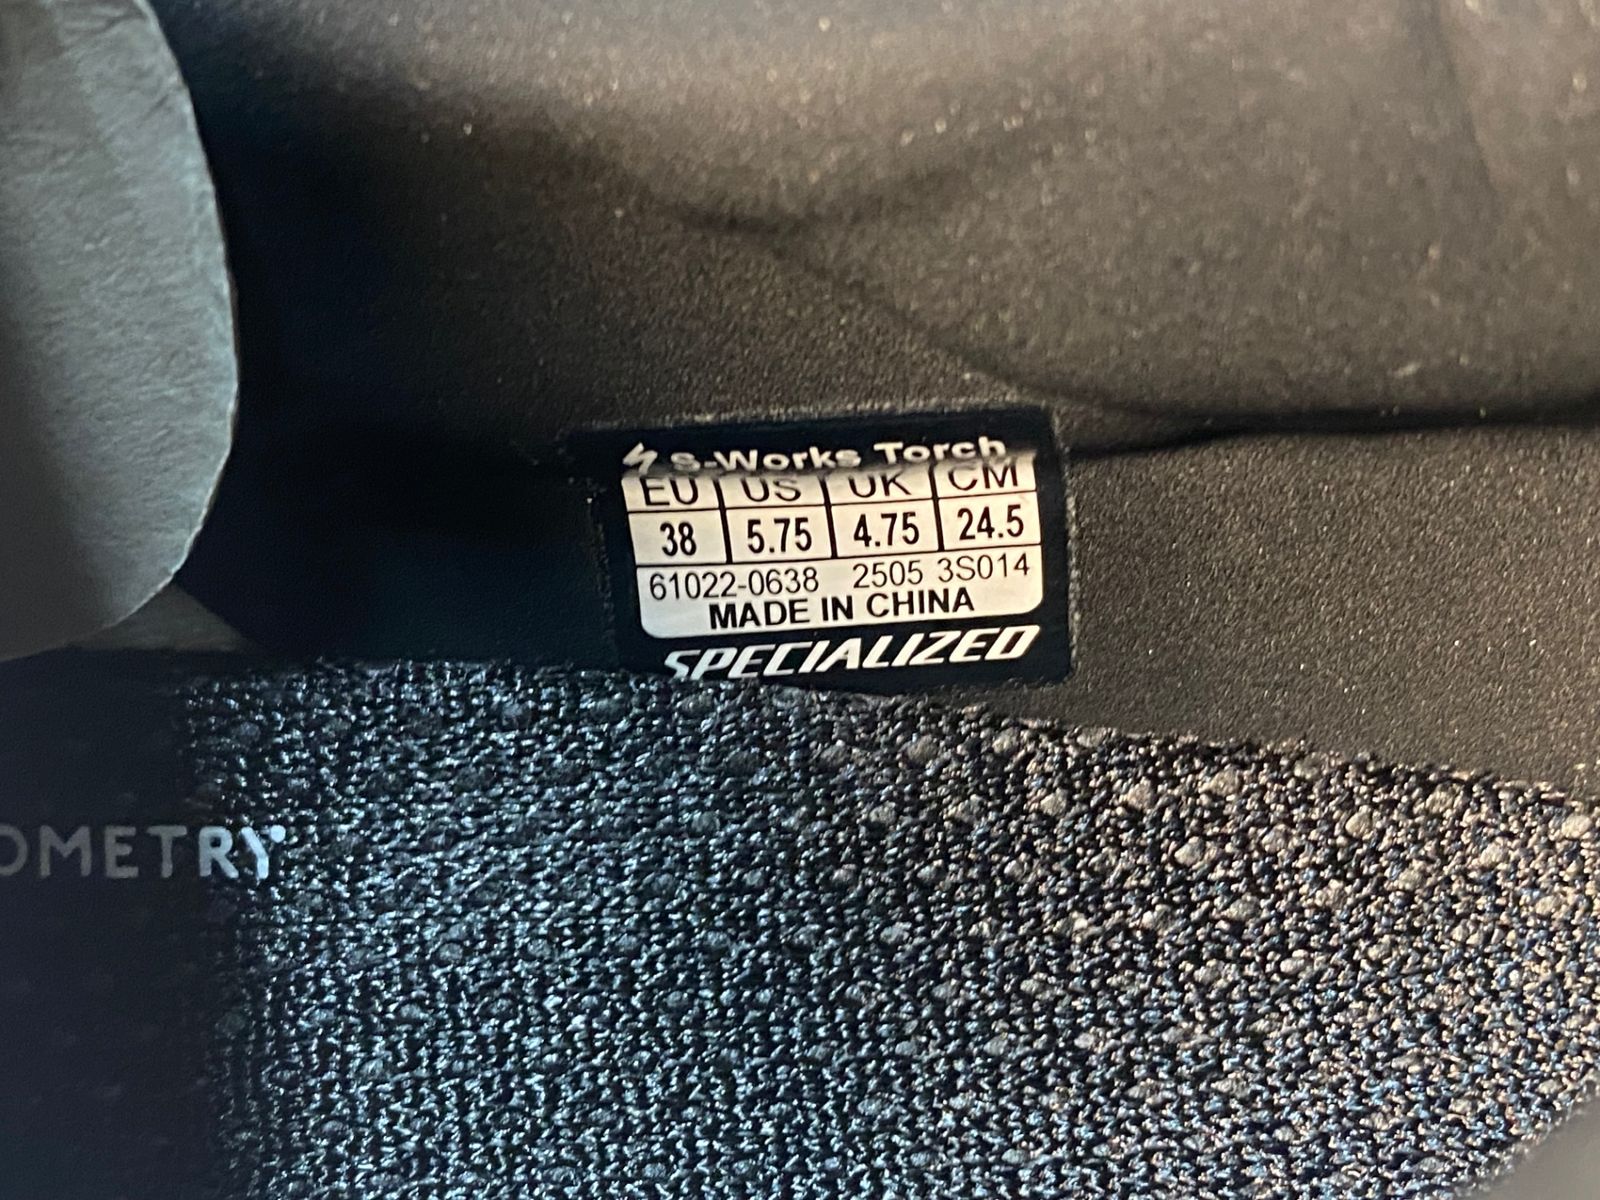 S-Works Torch
EU US UK CM
38 5.75 4.75 24.5
61022-0638 2505 3S014
MADE IN CHINA
SPECIALIZED
OMETRY